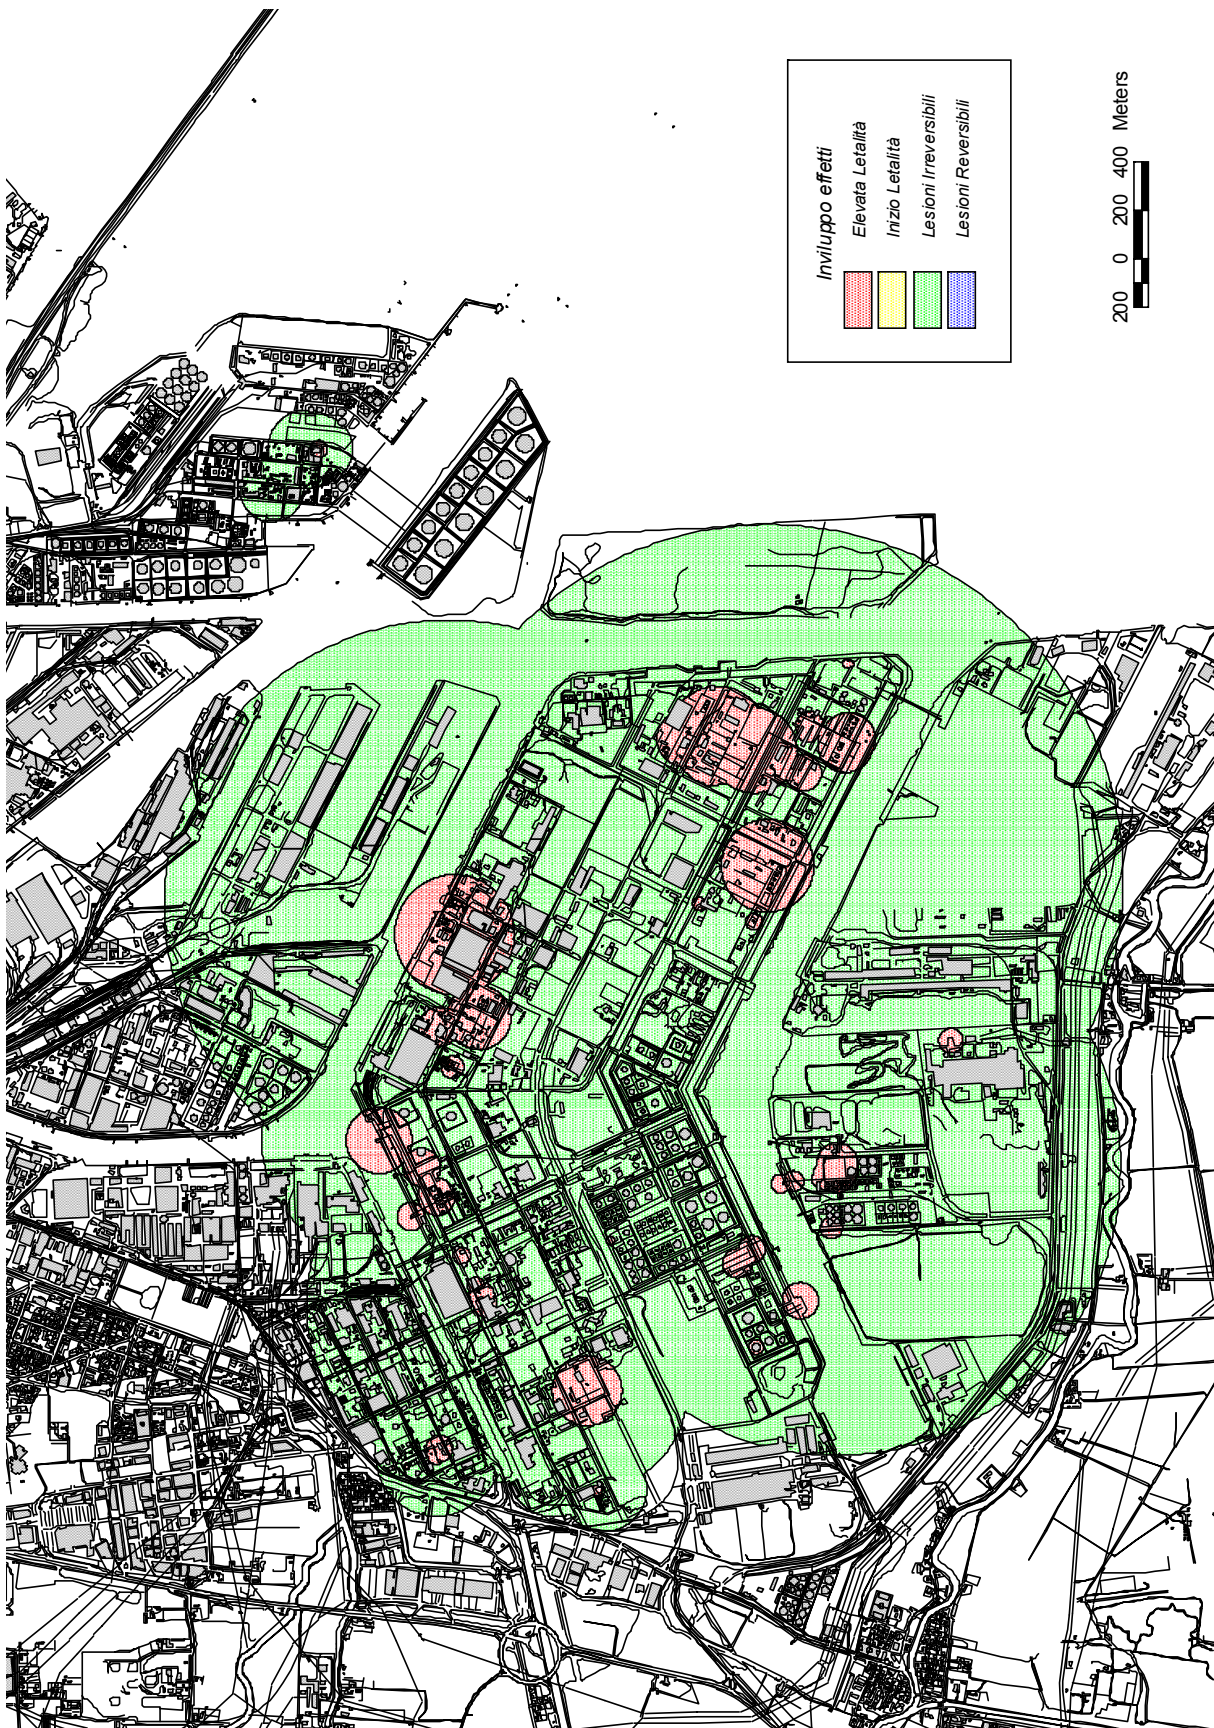 Inviluppo effetti
Elevata Letalità
Inizio Letalità
Lesioni Irreversibili
Lesioni Reversibili
200 0 200 400 Meters